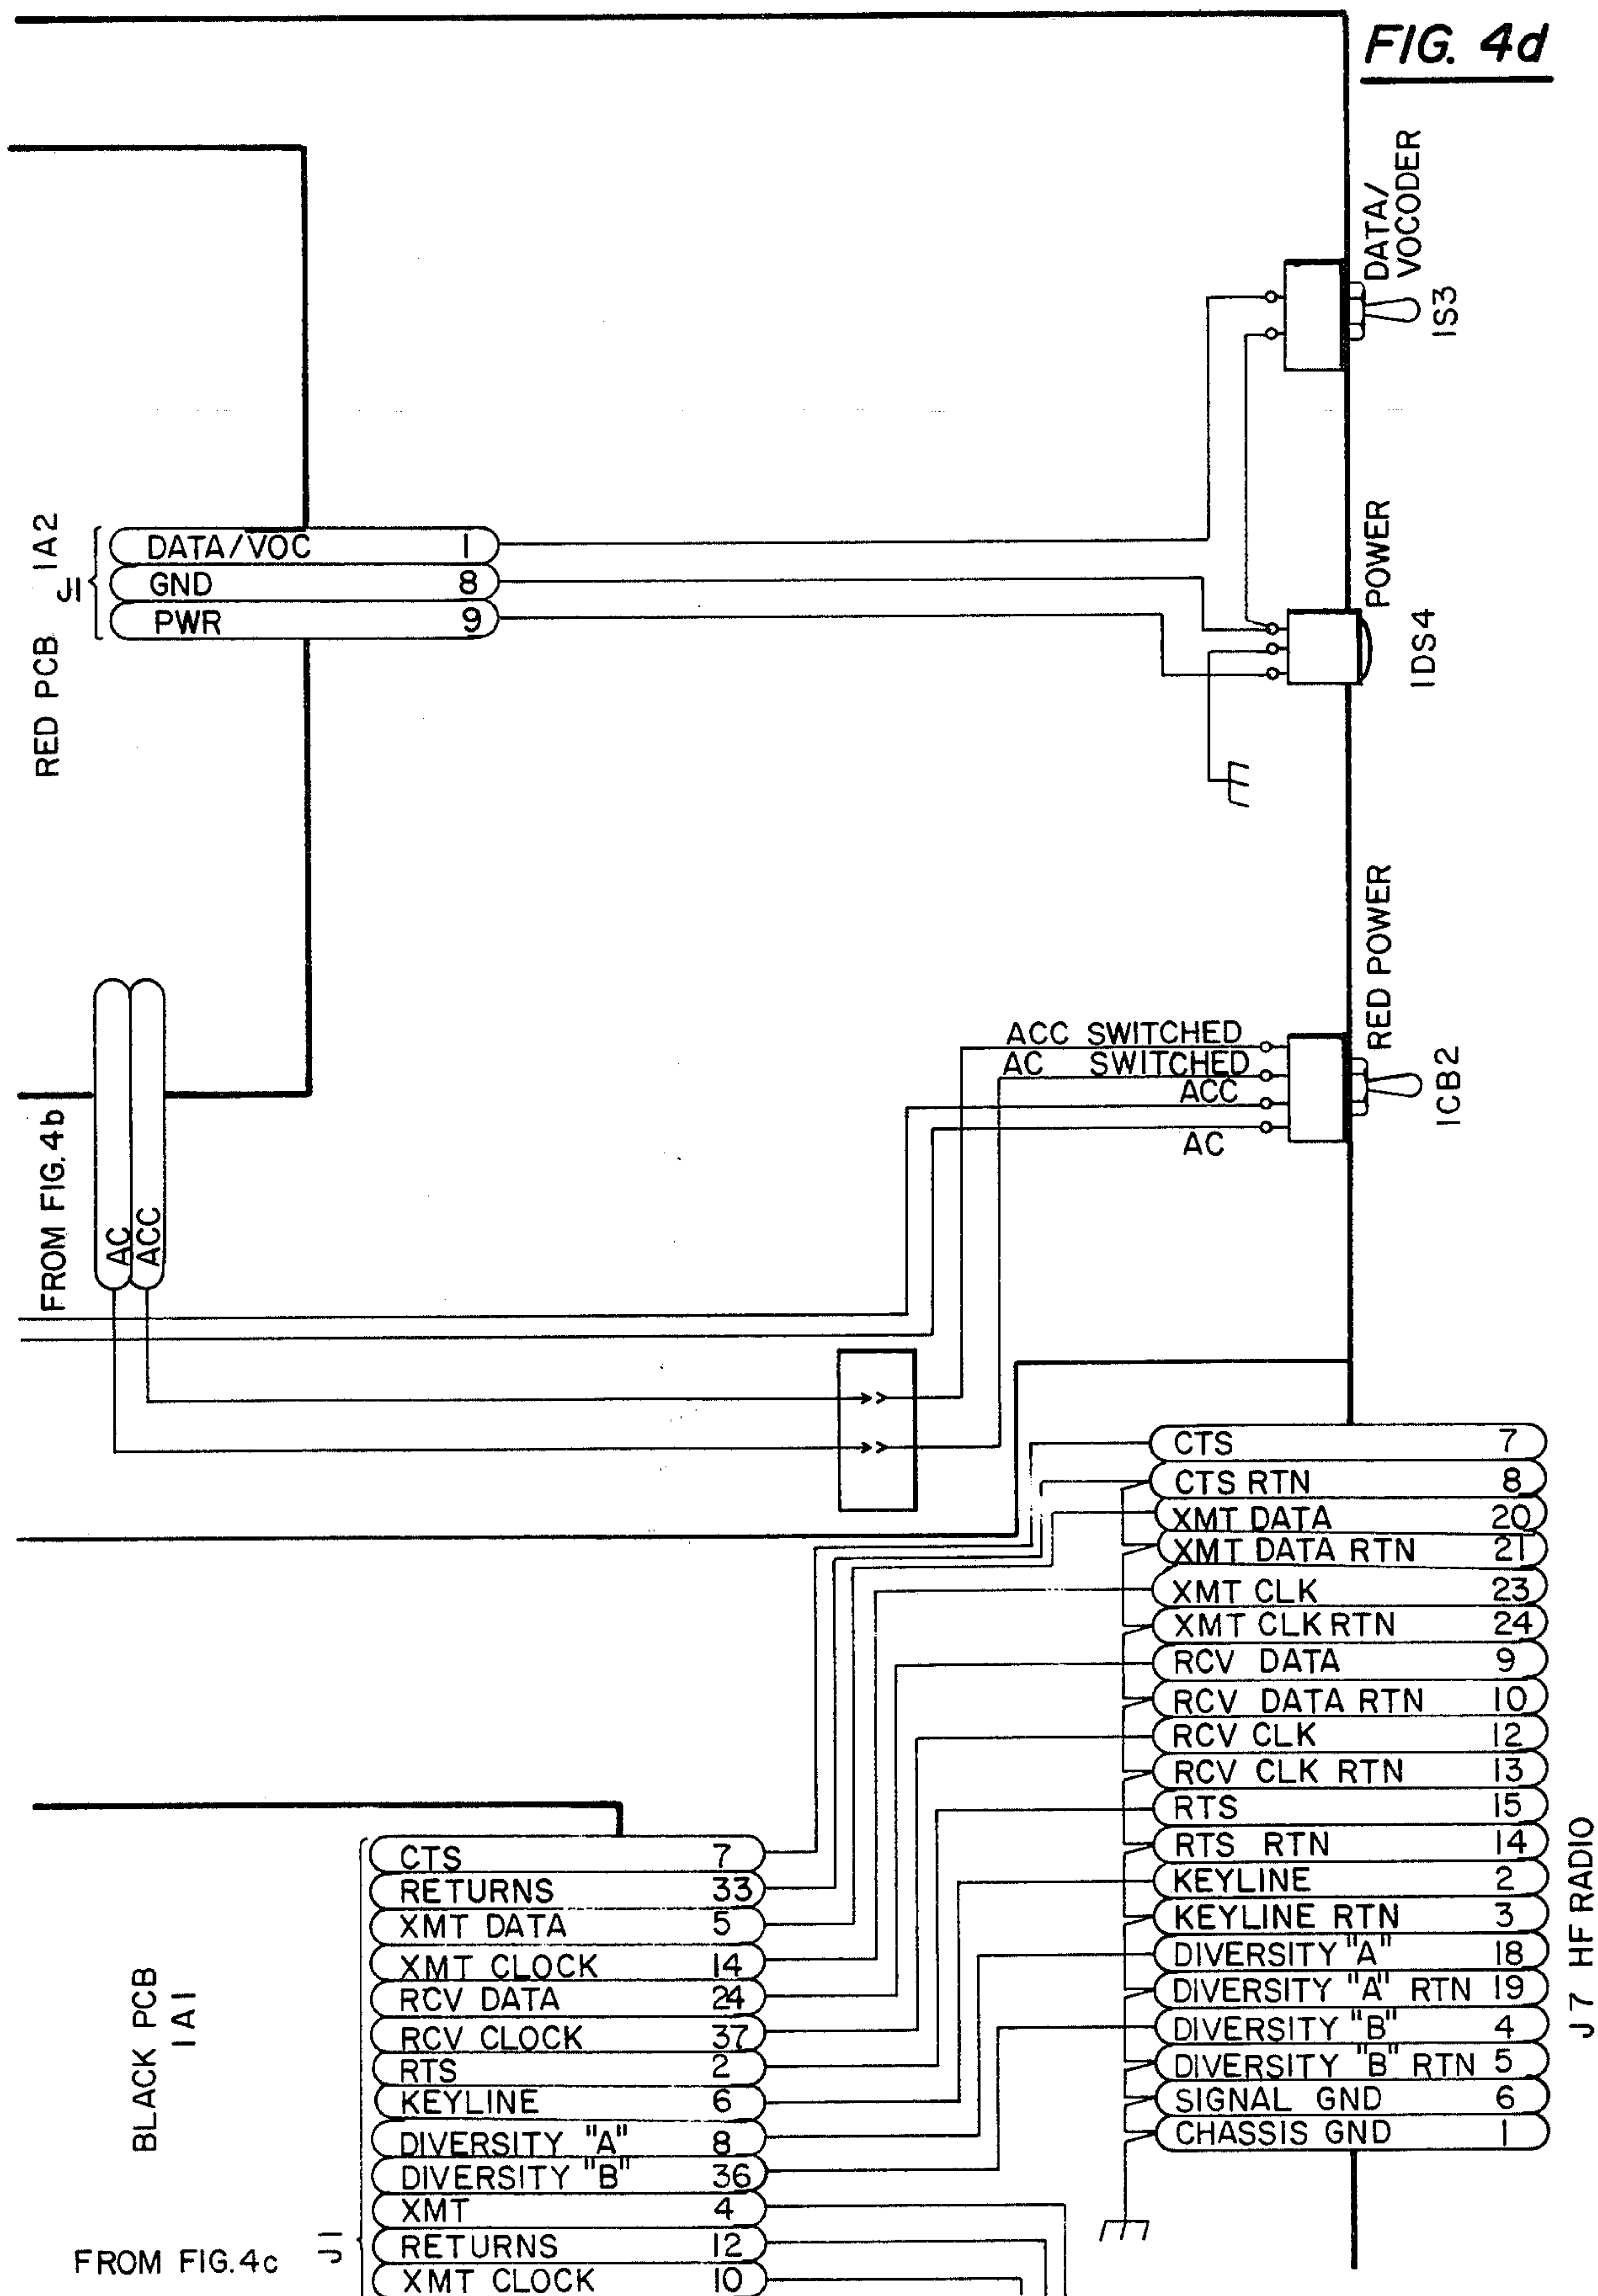 FIG. 4d
DATA/
VOCODER
1S3
RED PCB 1A2
J1
DATA/VOC 1
GND 8
PWR 9
POWER
1DS4
RED POWER
1CB2
ACC SWITCHED
AC SWITCHED
ACC
AC
FROM FIG. 4b
AC
ACC
CTS 7
CTS RTN 8
XMT DATA 20
XMT DATA RTN 21
XMT CLK 23
XMT CLK RTN 24
RCV DATA 9
RCV DATA RTN 10
RCV CLK 12
RCV CLK RTN 13
RTS 15
RTS RTN 14
KEYLINE 2
KEYLINE RTN 3
DIVERSITY "A" 18
DIVERSITY "A" RTN 19
DIVERSITY "B" 4
DIVERSITY "B" RTN 5
SIGNAL GND 6
CHASSIS GND 1
J7 HF RADIO
BLACK PCB
1A1
J1
CTS 7
RETURNS 33
XMT DATA 5
XMT CLOCK 14
RCV DATA 24
RCV CLOCK 37
RTS 2
KEYLINE 6
DIVERSITY "A" 8
DIVERSITY "B" 36
XMT 4
RETURNS 12
XMT CLOCK 10
FROM FIG. 4c